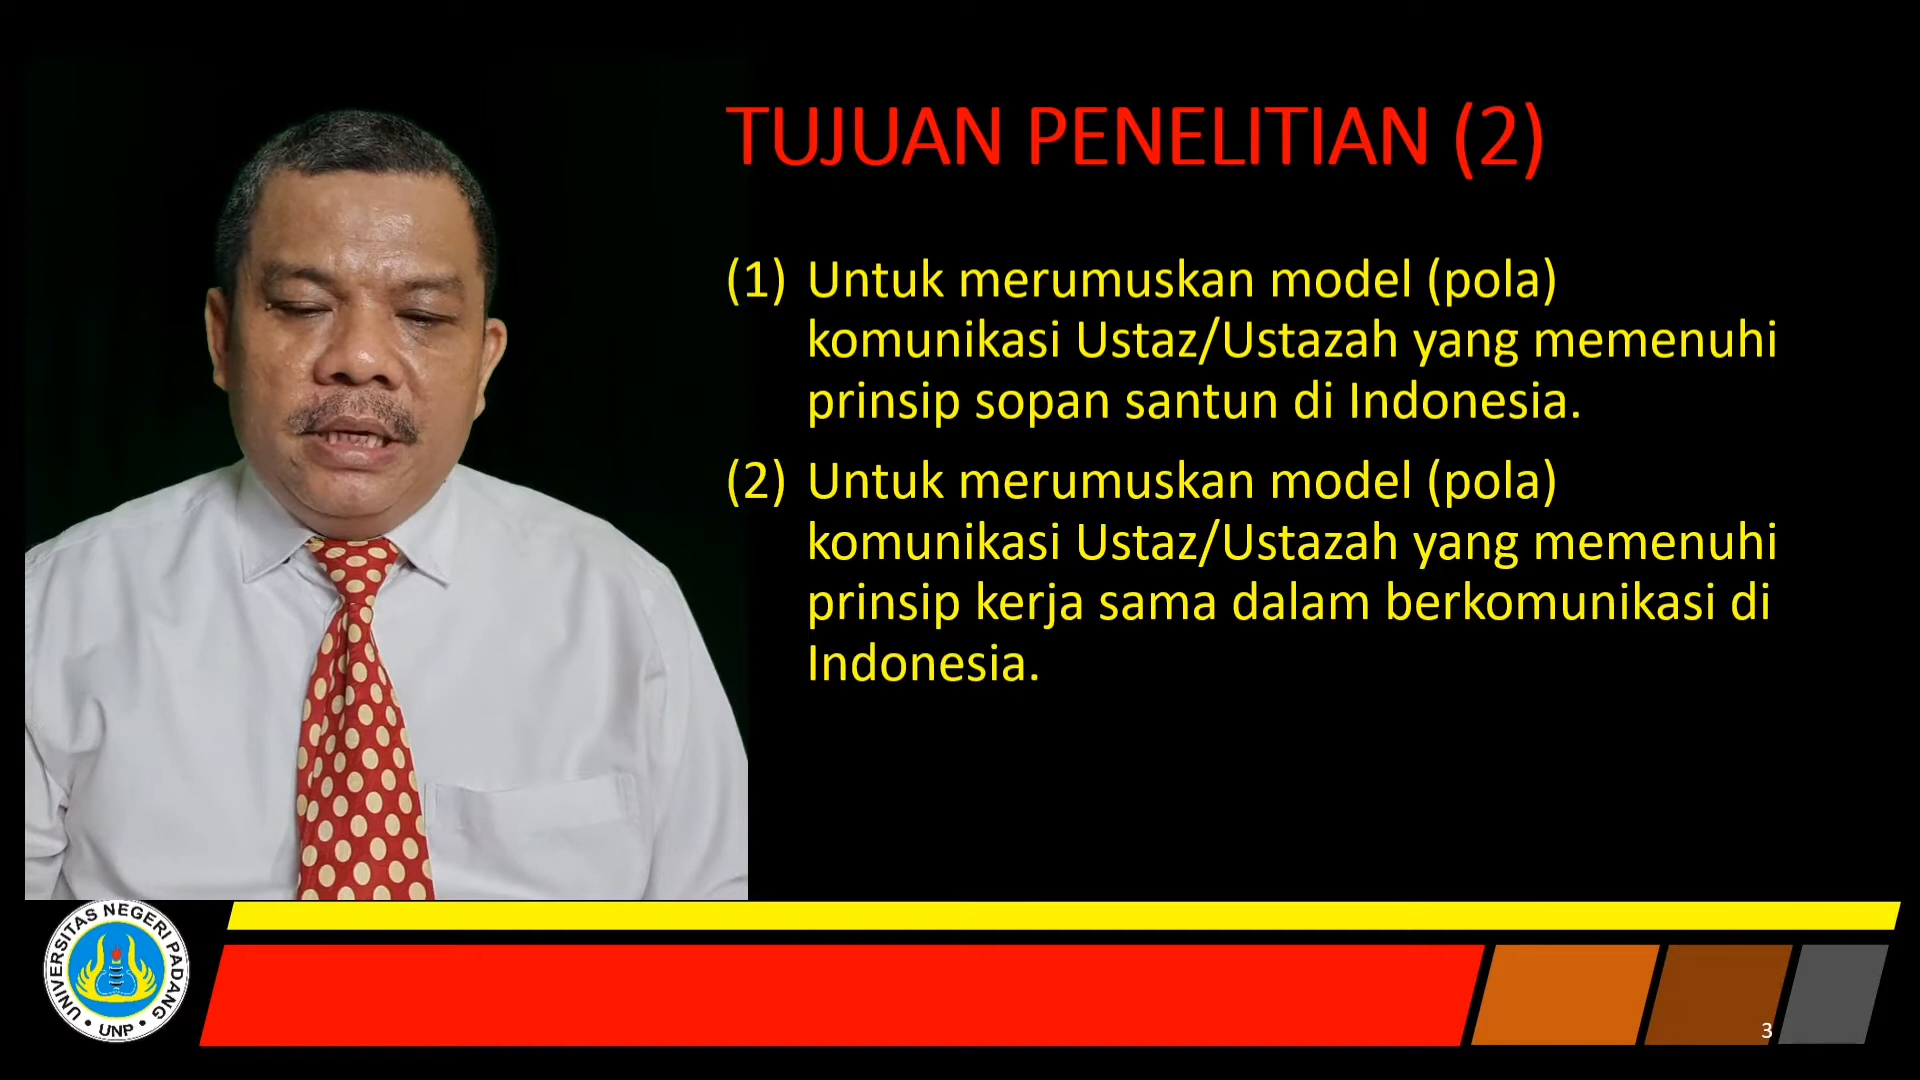 TUJUAN PENELITIAN (2)
(1) Untuk merumuskan model (pola)
komunikasi Ustaz/Ustazah yang memenuhi
prinsip sopan santun di Indonesia.
(2) Untuk merumuskan model (pola)
komunikasi Ustaz/Ustazah yang memenuhi
prinsip kerja sama dalam berkomunikasi di
Indonesia.
UNIVERSITAS NEGERI PADANG
• UNP •
3